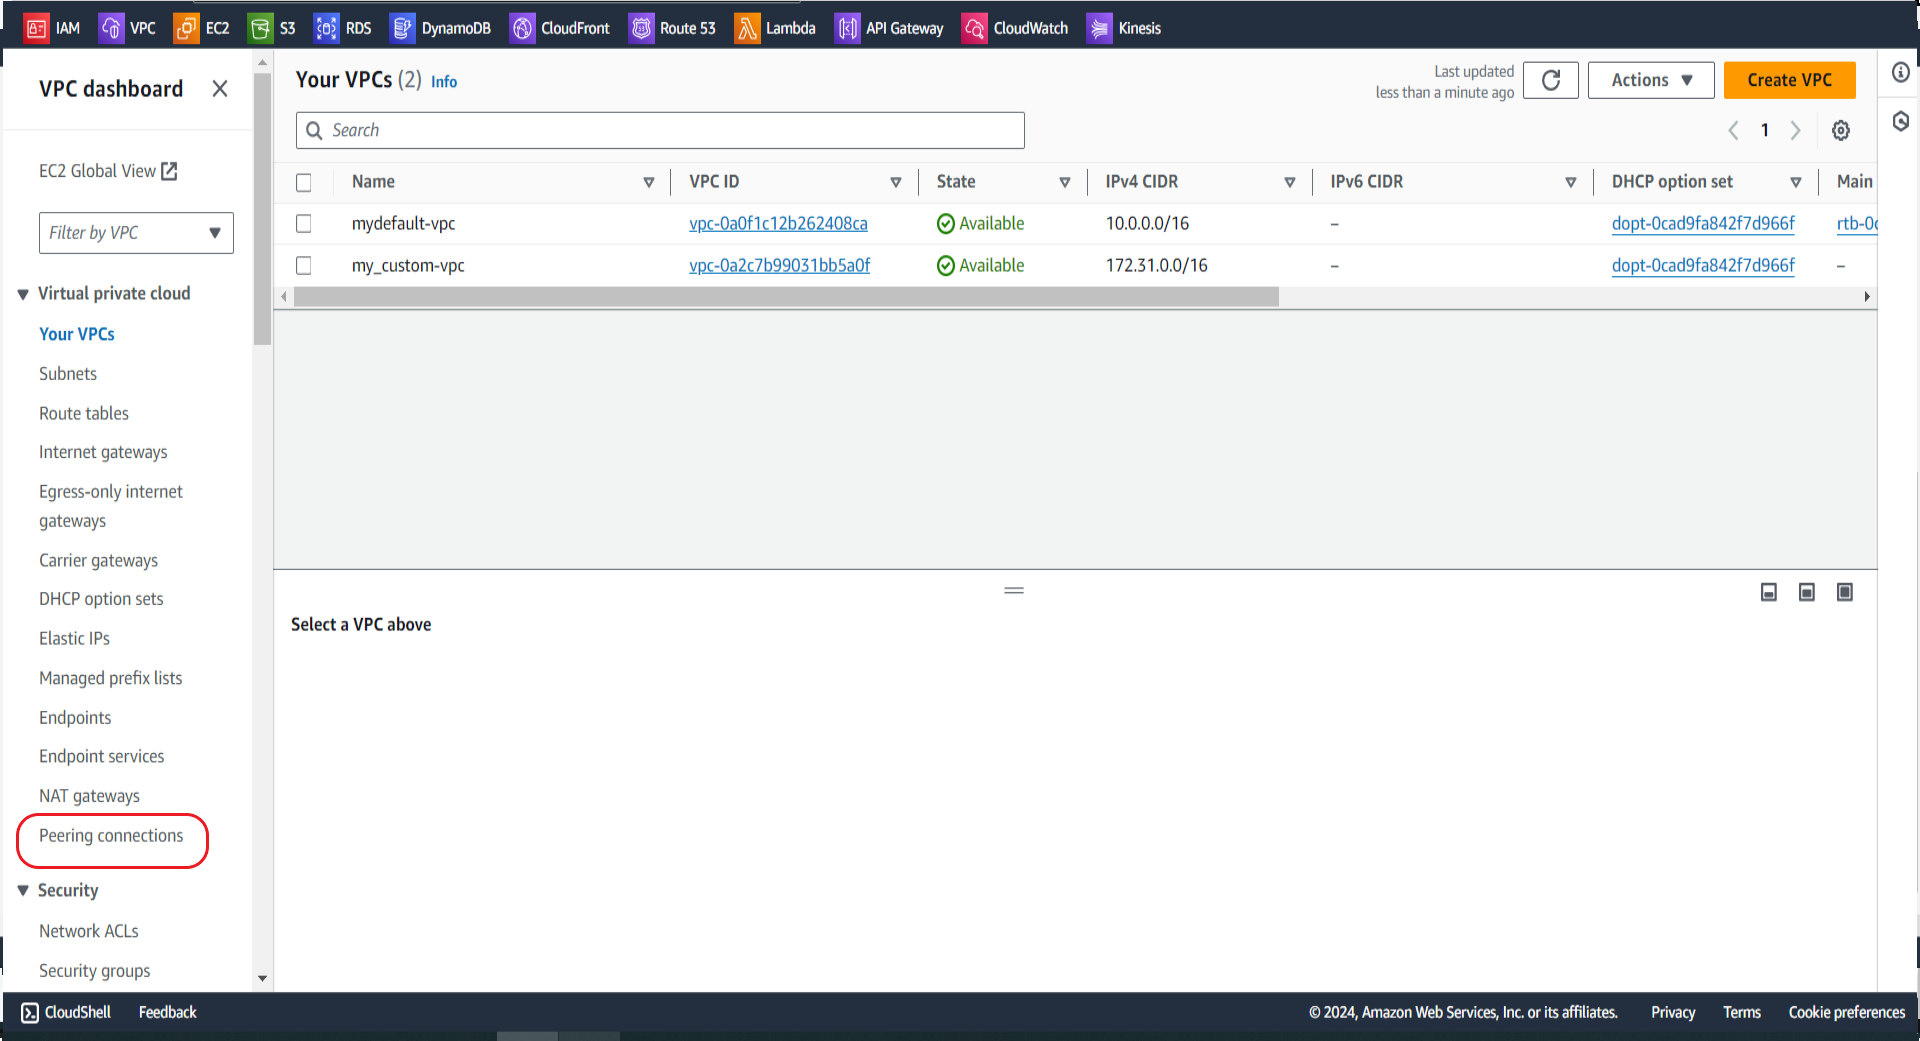 IAM VPC EC2 S3 RDS DynamoDB CloudFront Route 53 Lambda API Gateway CloudWatch Kinesis
VPC dashboard
EC2 Global View
Filter by VPC
Virtual private cloud
Your VPCs
Subnets
Route tables
Internet gateways
Egress-only internet
gateways
Carrier gateways
DHCP option sets
Elastic IPs
Managed prefix lists
Endpoints
Endpoint services
NAT gateways
Peering connections
Security
Network ACLs
Security groups
Your VPCs (2) Info
Last updated
less than a minute ago
Actions
Create VPC
Search
1
Name VPC ID State IPv4 CIDR IPv6 CIDR DHCP option set Main
mydefault-vpc vpc-0a0f1c12b262408ca Available 10.0.0.0/16 – dopt-0cad9fa842f7d966f rtb-0c
my_custom-vpc vpc-0a2c7b99031bb5a0f Available 172.31.0.0/16 – dopt-0cad9fa842f7d966f –
Select a VPC above
CloudShell Feedback © 2024, Amazon Web Services, Inc. or its affiliates. Privacy Terms Cookie preferences